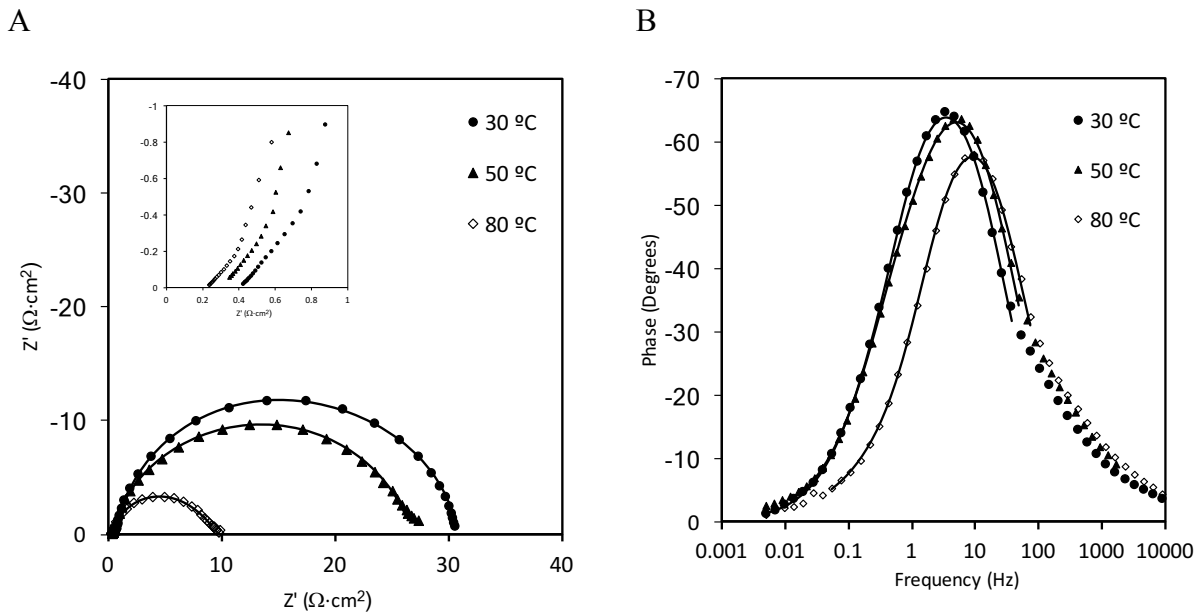 A
B
-40
-30
-20
-10
0
0
10
20
30
40
Z' (Ω·cm²)
Z' (Ω·cm²)
-1
-0.8
-0.6
-0.4
-0.2
0
0
0.2
0.4
0.6
0.8
1
Z' (Ω·cm²)
30 ºC
50 ºC
80 ºC
-70
-60
-50
-40
-30
-20
-10
0
0.001
0.01
0.1
1
10
100
1000
10000
Phase (Degrees)
Frequency (Hz)
30 ºC
50 ºC
80 ºC